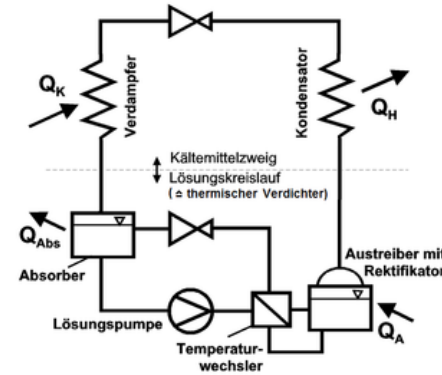 Q_K
Verdampfer
Kondensator
Q_H
Kältemittelzweig
Lösungskreislauf
(≙ thermischer Verdichter)
Q_Abs
Absorber
Austreiber mit
Rektifikator
Lösungspumpe
Temperatur-
wechsler
Q_A